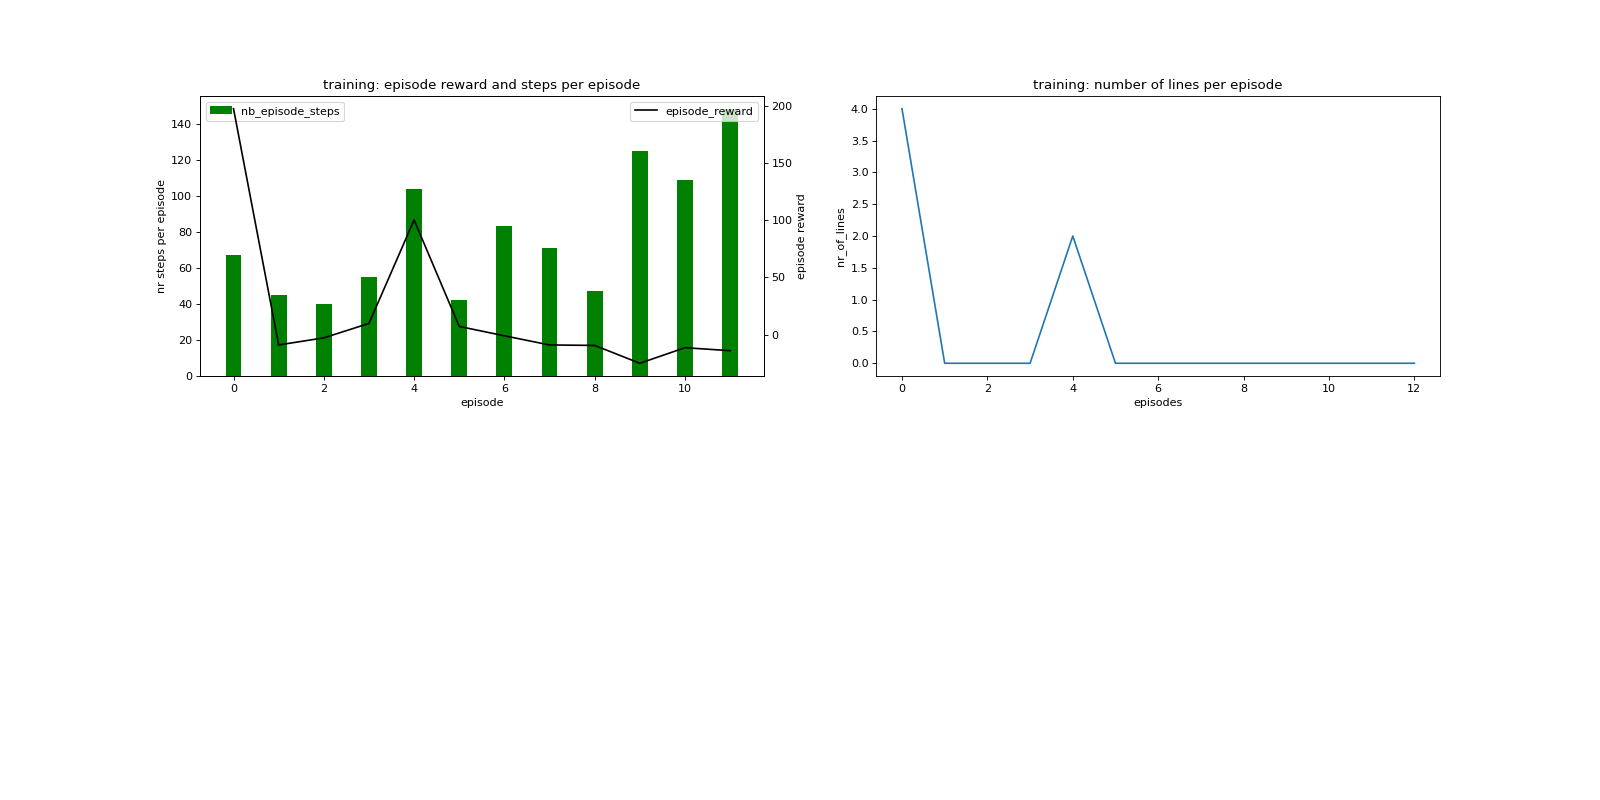 training: episode reward and steps per episode
nb_episode_steps
episode_reward
nr steps per episode
140
120
100
80
60
40
20
0
200
150
100
50
0
episode reward
0 2 4 6 8 10
episode
training: number of lines per episode
nr_of_lines
4.0
3.5
3.0
2.5
2.0
1.5
1.0
0.5
0.0
0 2 4 6 8 10 12
episodes